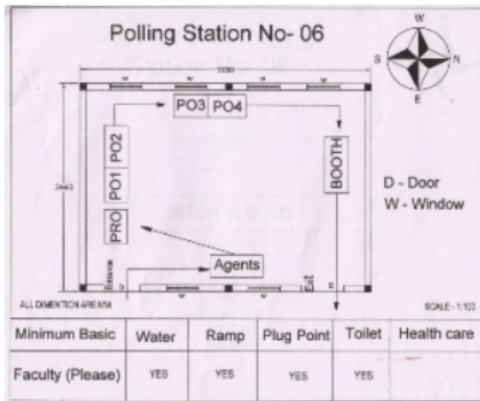 Polling Station No- 06
W
S
N
E
W
W
W
W
PO3
PO4
PO2
PO1
PRO
BOOTH
D - Door
W - Window
Agents
Entrance
D
Exit
D
W
W
ALL DIMENTION ARE MM
SCALE - 1:100
Minimum Basic
Water
Ramp
Plug Point
Toilet
Health care
Faculty (Please)
YES
YES
YES
YES